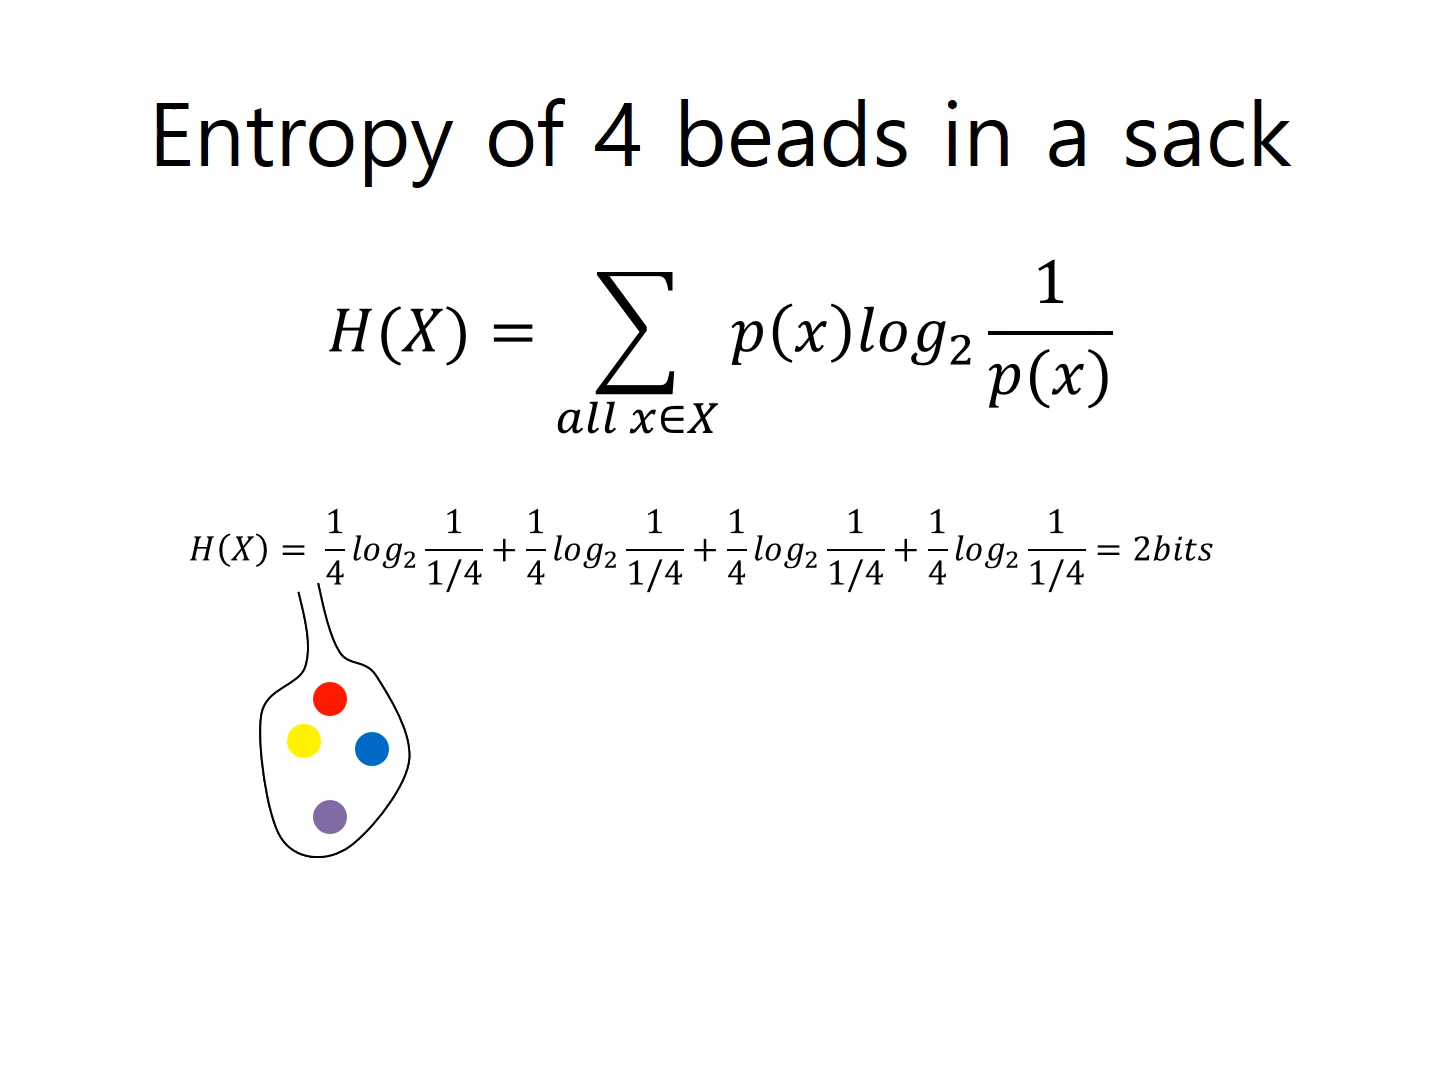 Entropy of 4 beads in a sack
H(X) = ∑ p(x)log₂ 1/p(x)
all x∈X
H(X) = 1/4 log₂ 1/(1/4) + 1/4 log₂ 1/(1/4) + 1/4 log₂ 1/(1/4) + 1/4 log₂ 1/(1/4) = 2bits